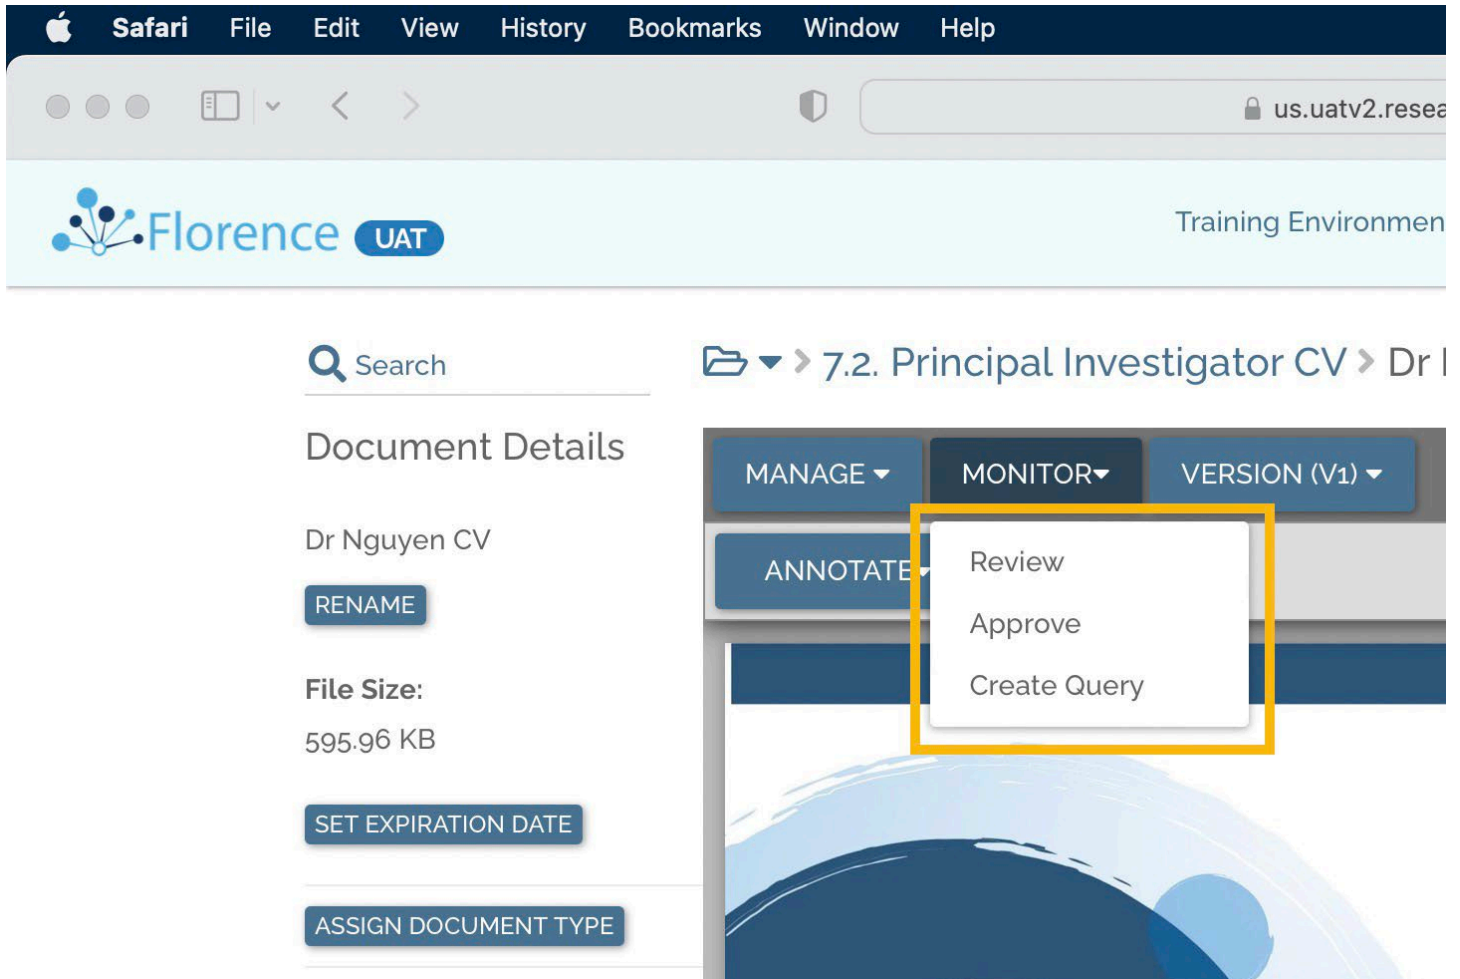 Safari File Edit View History Bookmarks Window Help
us.uatv2.resea
Florence UAT
Training Environmen
Search
7.2. Principal Investigator CV > Dr
Document Details
MANAGE MONITOR VERSION (V1)
Dr Nguyen CV
ANNOTATE
Review
RENAME
Approve
File Size:
Create Query
595.96 KB
SET EXPIRATION DATE
ASSIGN DOCUMENT TYPE